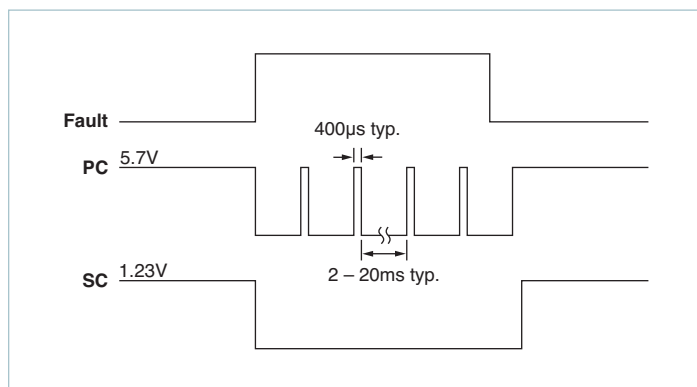 Fault
400µs typ.
5.7V
PC
2 – 20ms typ.
1.23V
SC